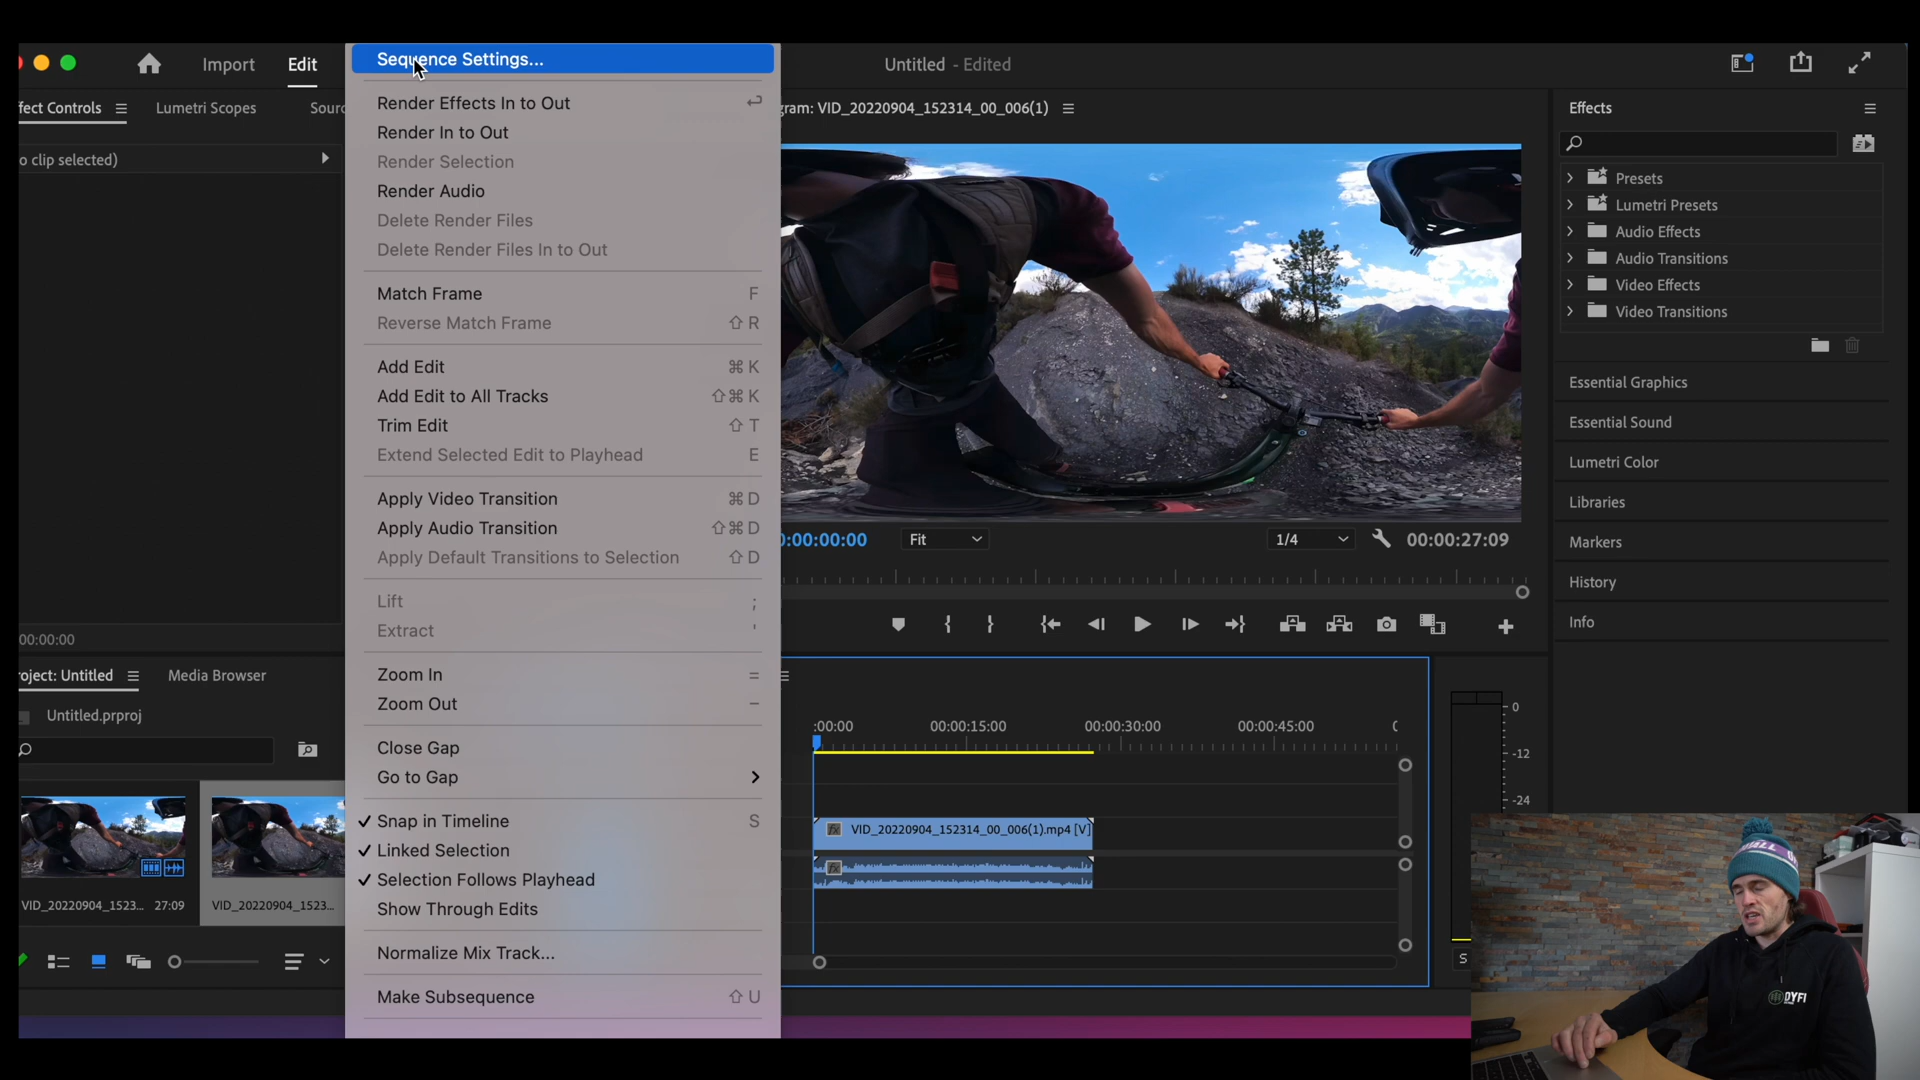 Import
Edit
Untitled - Edited
fect Controls
Lumetri Scopes
Sour
o clip selected)
00:00:00
Sequence Settings...
Render Effects In to Out
Render In to Out
Render Selection
Render Audio
Delete Render Files
Delete Render Files In to Out
Match Frame F
Reverse Match Frame ⇧ R
Add Edit ⌘ K
Add Edit to All Tracks ⇧⌘ K
Trim Edit ⇧ T
Extend Selected Edit to Playhead E
Apply Video Transition ⌘ D
Apply Audio Transition ⇧⌘ D
Apply Default Transitions to Selection ⇧ D
Lift ;
Extract '
Zoom In =
Zoom Out −
Close Gap
Go to Gap
✓ Snap in Timeline S
✓ Linked Selection
✓ Selection Follows Playhead
Show Through Edits
Normalize Mix Track...
Make Subsequence ⇧ U
gram: VID_20220904_152314_00_006(1)
0:00:00:00
Fit
1/4
00:00:27:09
Effects
Presets
Lumetri Presets
Audio Effects
Audio Transitions
Video Effects
Video Transitions
Essential Graphics
Essential Sound
Lumetri Color
Libraries
Markers
History
Info
roject: Untitled
Media Browser
Untitled.prproj
VID_20220904_1523... 27:09
VID_20220904_1523...
:00:00
00:00:15:00
00:00:30:00
00:00:45:00
VID_20220904_152314_00_006(1).mp4 [V]
0
-12
-24
S
DYFI